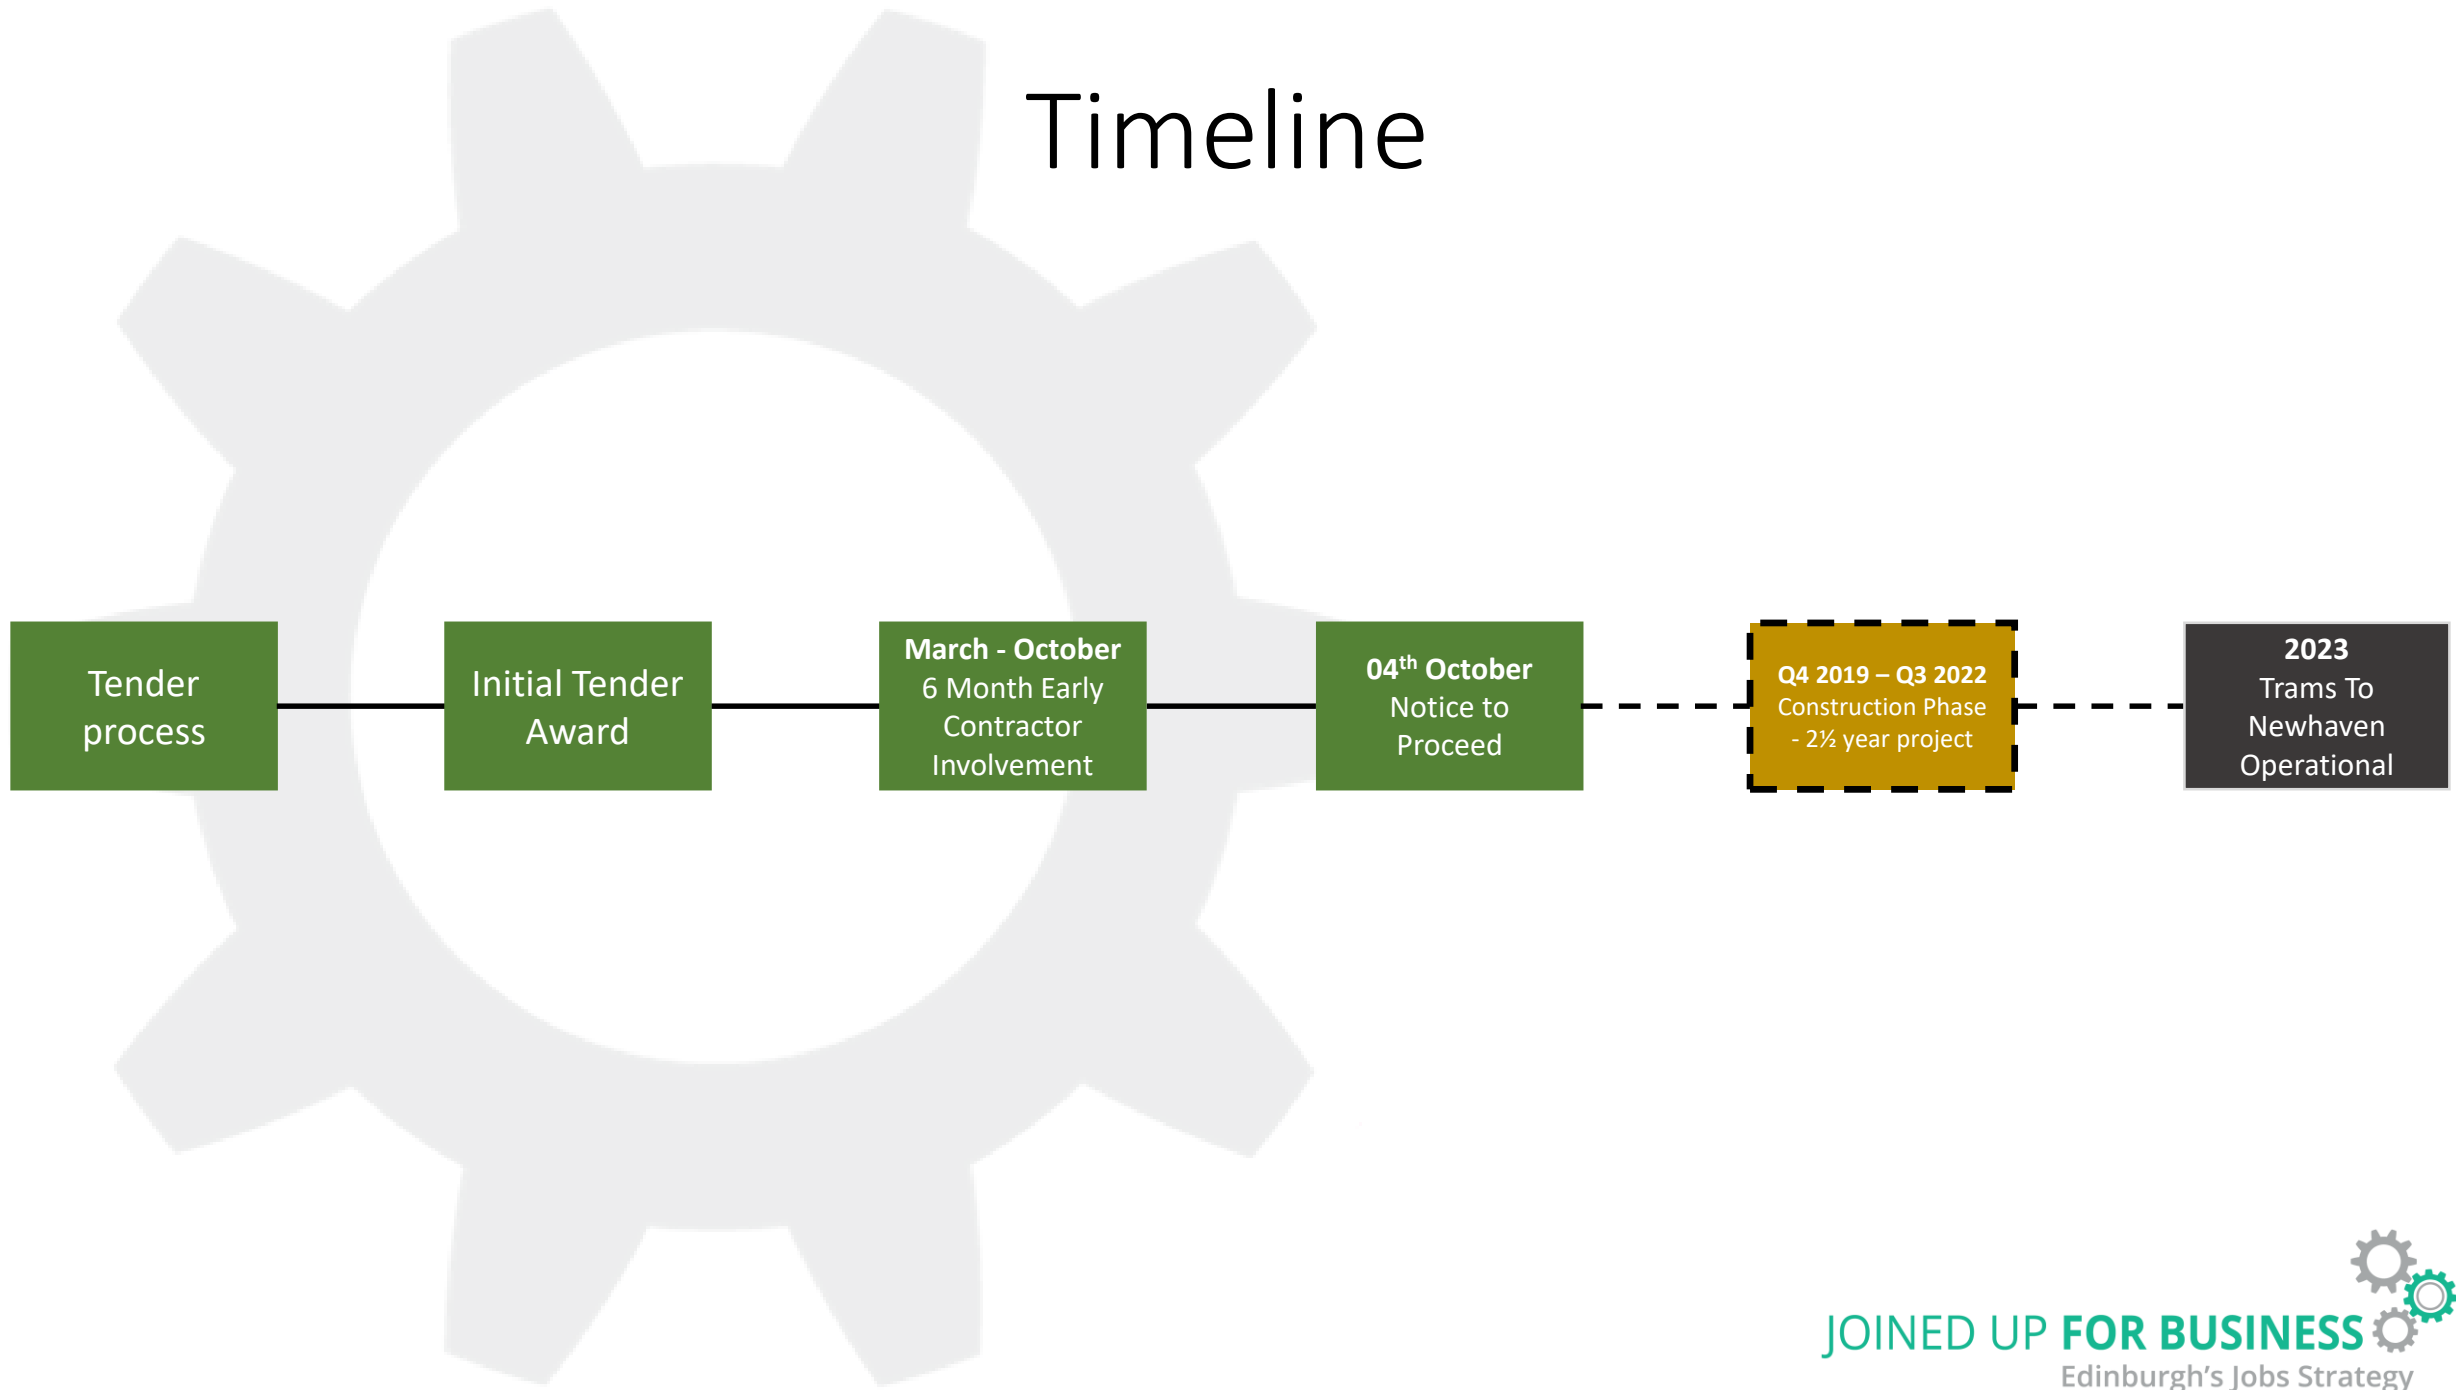 Timeline
Tender
process
Initial Tender
Award
March - October
6 Month Early
Contractor
Involvement
04th October
Notice to
Proceed
Q4 2019 – Q3 2022
Construction Phase
- 2½ year project
2023
Trams To
Newhaven
Operational
JOINED UP FOR BUSINESS
Edinburgh's Jobs Strategy